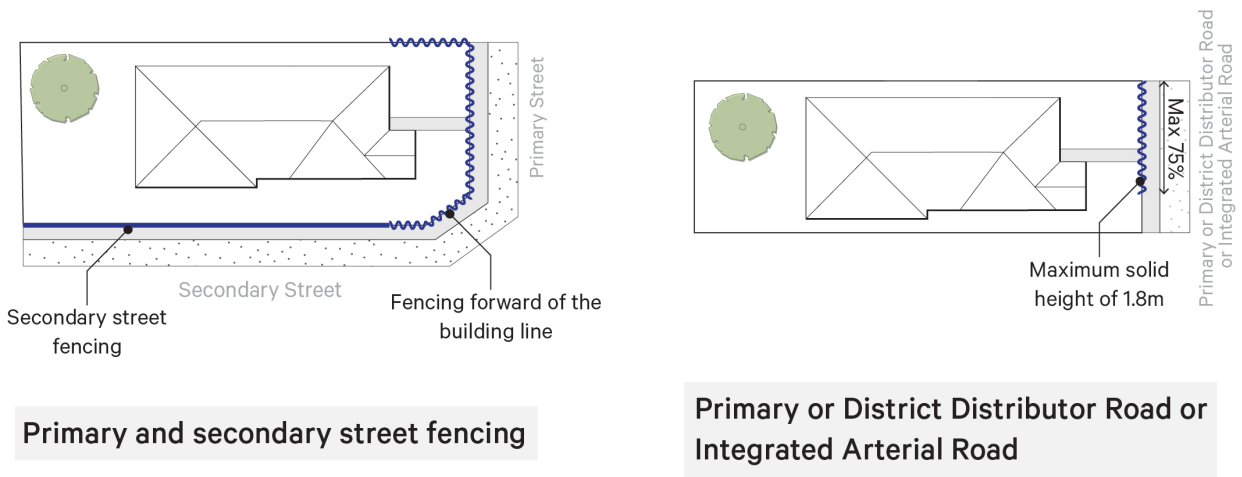 Primary Street
Secondary Street
Secondary street
fencing
Fencing forward of the
building line
Primary and secondary street fencing
Max 75%
Primary or District Distributor Road
or Integrated Arterial Road
Maximum solid
height of 1.8m
Primary or District Distributor Road or
Integrated Arterial Road